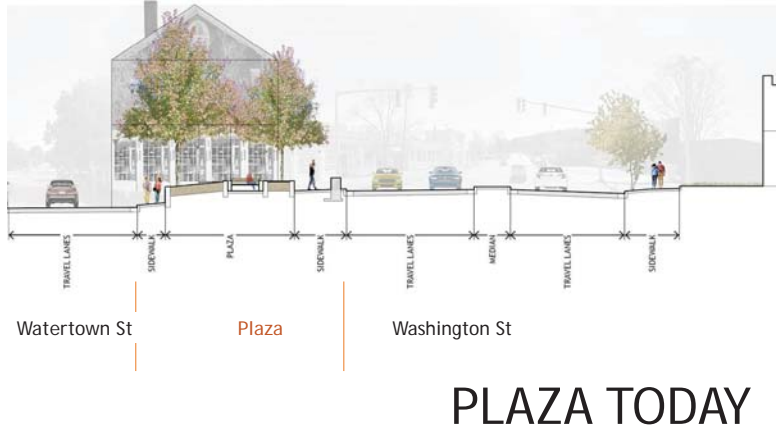 TRAVEL LANES
SIDEWALK
PLAZA
SIDEWALK
TRAVEL LANES
MEDIAN
TRAVEL LANES
SIDEWALK
Watertown St
Plaza
Washington St
PLAZA TODAY